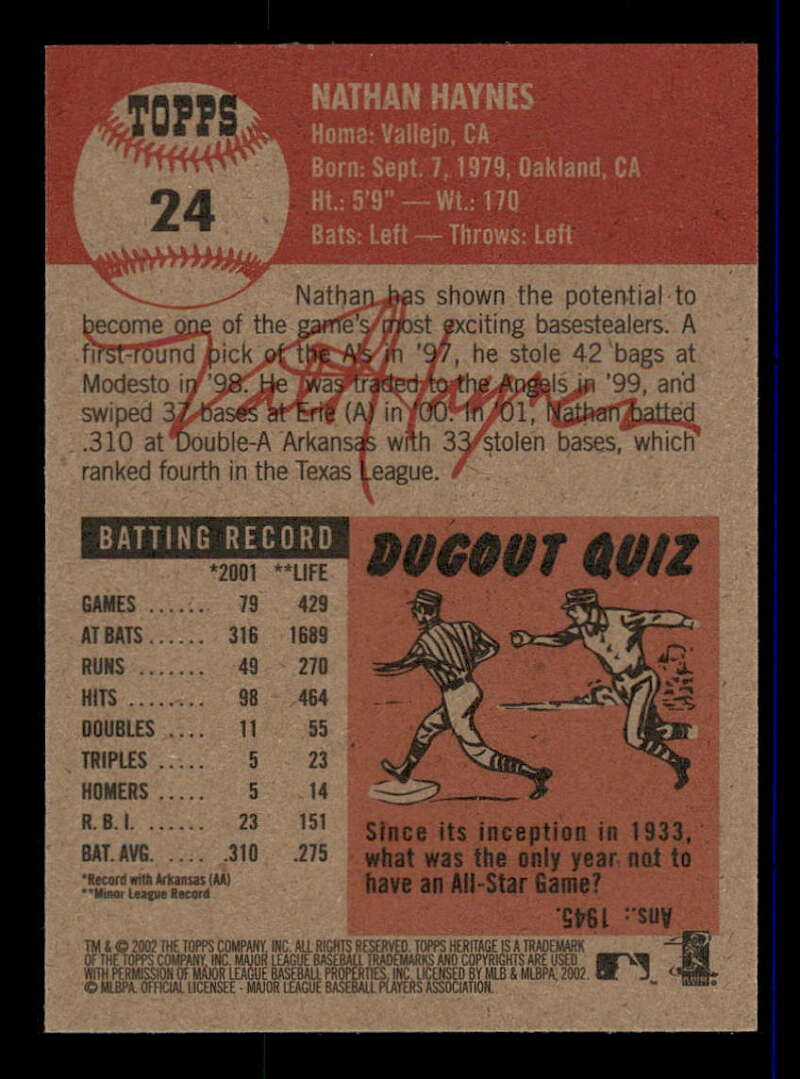 TOPPS
24
NATHAN HAYNES
Home: Vallejo, CA
Born: Sept. 7, 1979, Oakland, CA
Ht.: 5'9" — Wt.: 170
Bats: Left — Throws: Left
Nathan has shown the potential to
become one of the game's most exciting basestealers. A
first-round pick of the A's in '97, he stole 42 bags at
Modesto in '98. He was traded to the Angels in '99, and
swiped 37 bases at Erie (A) in '00. In '01, Nathan batted
.310 at Double-A Arkansas with 33 stolen bases, which
ranked fourth in the Texas League.
Nathan Haynes
BATTING RECORD
*2001 **LIFE
GAMES ...... 79 429
AT BATS ...... 316 1689
RUNS ....... 49 270
HITS ........ 98 464
DOUBLES .... 11 55
TRIPLES ..... 5 23
HOMERS ..... 5 14
R. B. I. ...... 23 151
BAT. AVG. .... .310 .275
*Record with Arkansas (AA)
**Minor League Record
DUGOUT QUIZ
Since its inception in 1933,
what was the only year not to
have an All-Star Game?
Ans.: 1945.
TM & © 2002 THE TOPPS COMPANY, INC. ALL RIGHTS RESERVED. TOPPS HERITAGE IS A TRADEMARK
OF THE TOPPS COMPANY, INC. MAJOR LEAGUE BASEBALL TRADEMARKS AND COPYRIGHTS ARE USED
WITH PERMISSION OF MAJOR LEAGUE BASEBALL PROPERTIES, INC. LICENSED BY MLB & MLBPA, 2002.
© MLBPA. OFFICIAL LICENSEE - MAJOR LEAGUE BASEBALL PLAYERS ASSOCIATION.